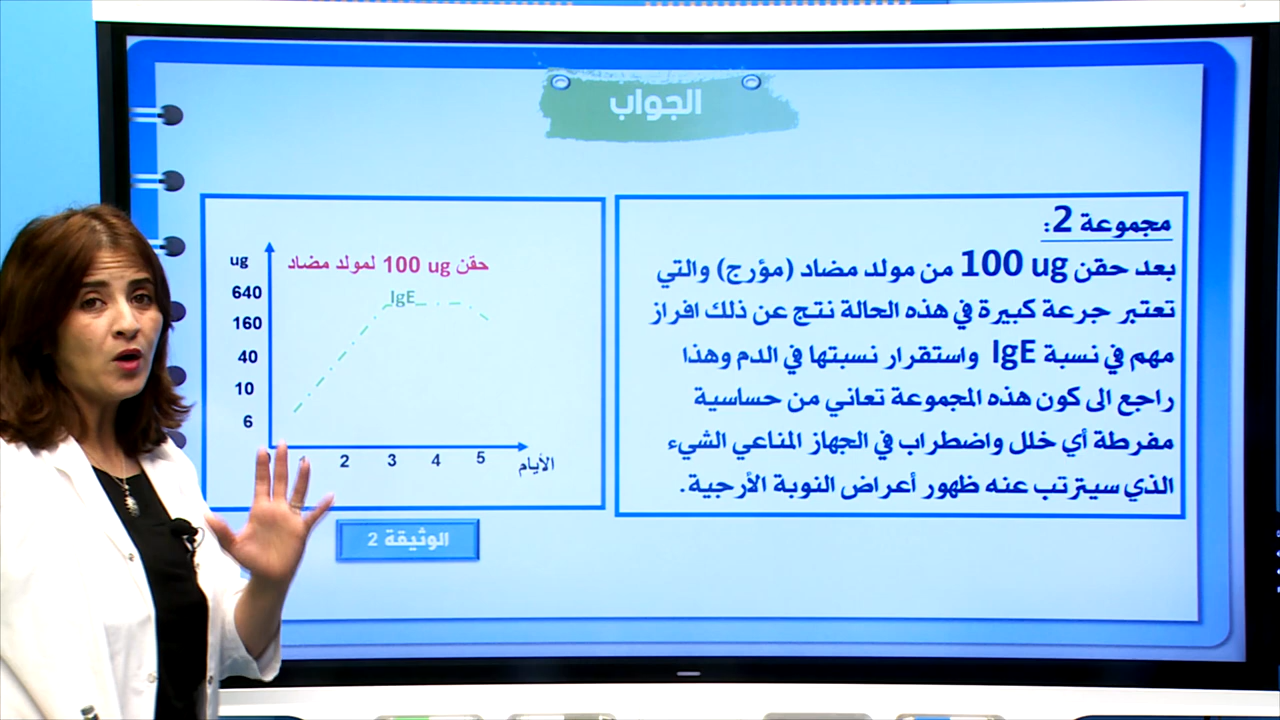 الجواب
مجموعة 2:
بعد حقن 100 ug من مولد مضاد (مؤرج) والتي
تعتبر جرعة كبيرة في هذه الحالة نتج عن ذلك افراز
مهم في نسبة IgE واستقرار نسبتها في الدم وهذا
راجع الى كون هذه المجموعة تعاني من حساسية
مفرطة أي خلل واضطراب في الجهاز المناعي الشيء
الذي سيترتب عنه ظهور أعراض النوبة الأرجية.
حقن 100 ug لمولد مضاد
ug
IgE
640
160
40
10
6
2 3 4 5
الأيام
الوثيقة 2